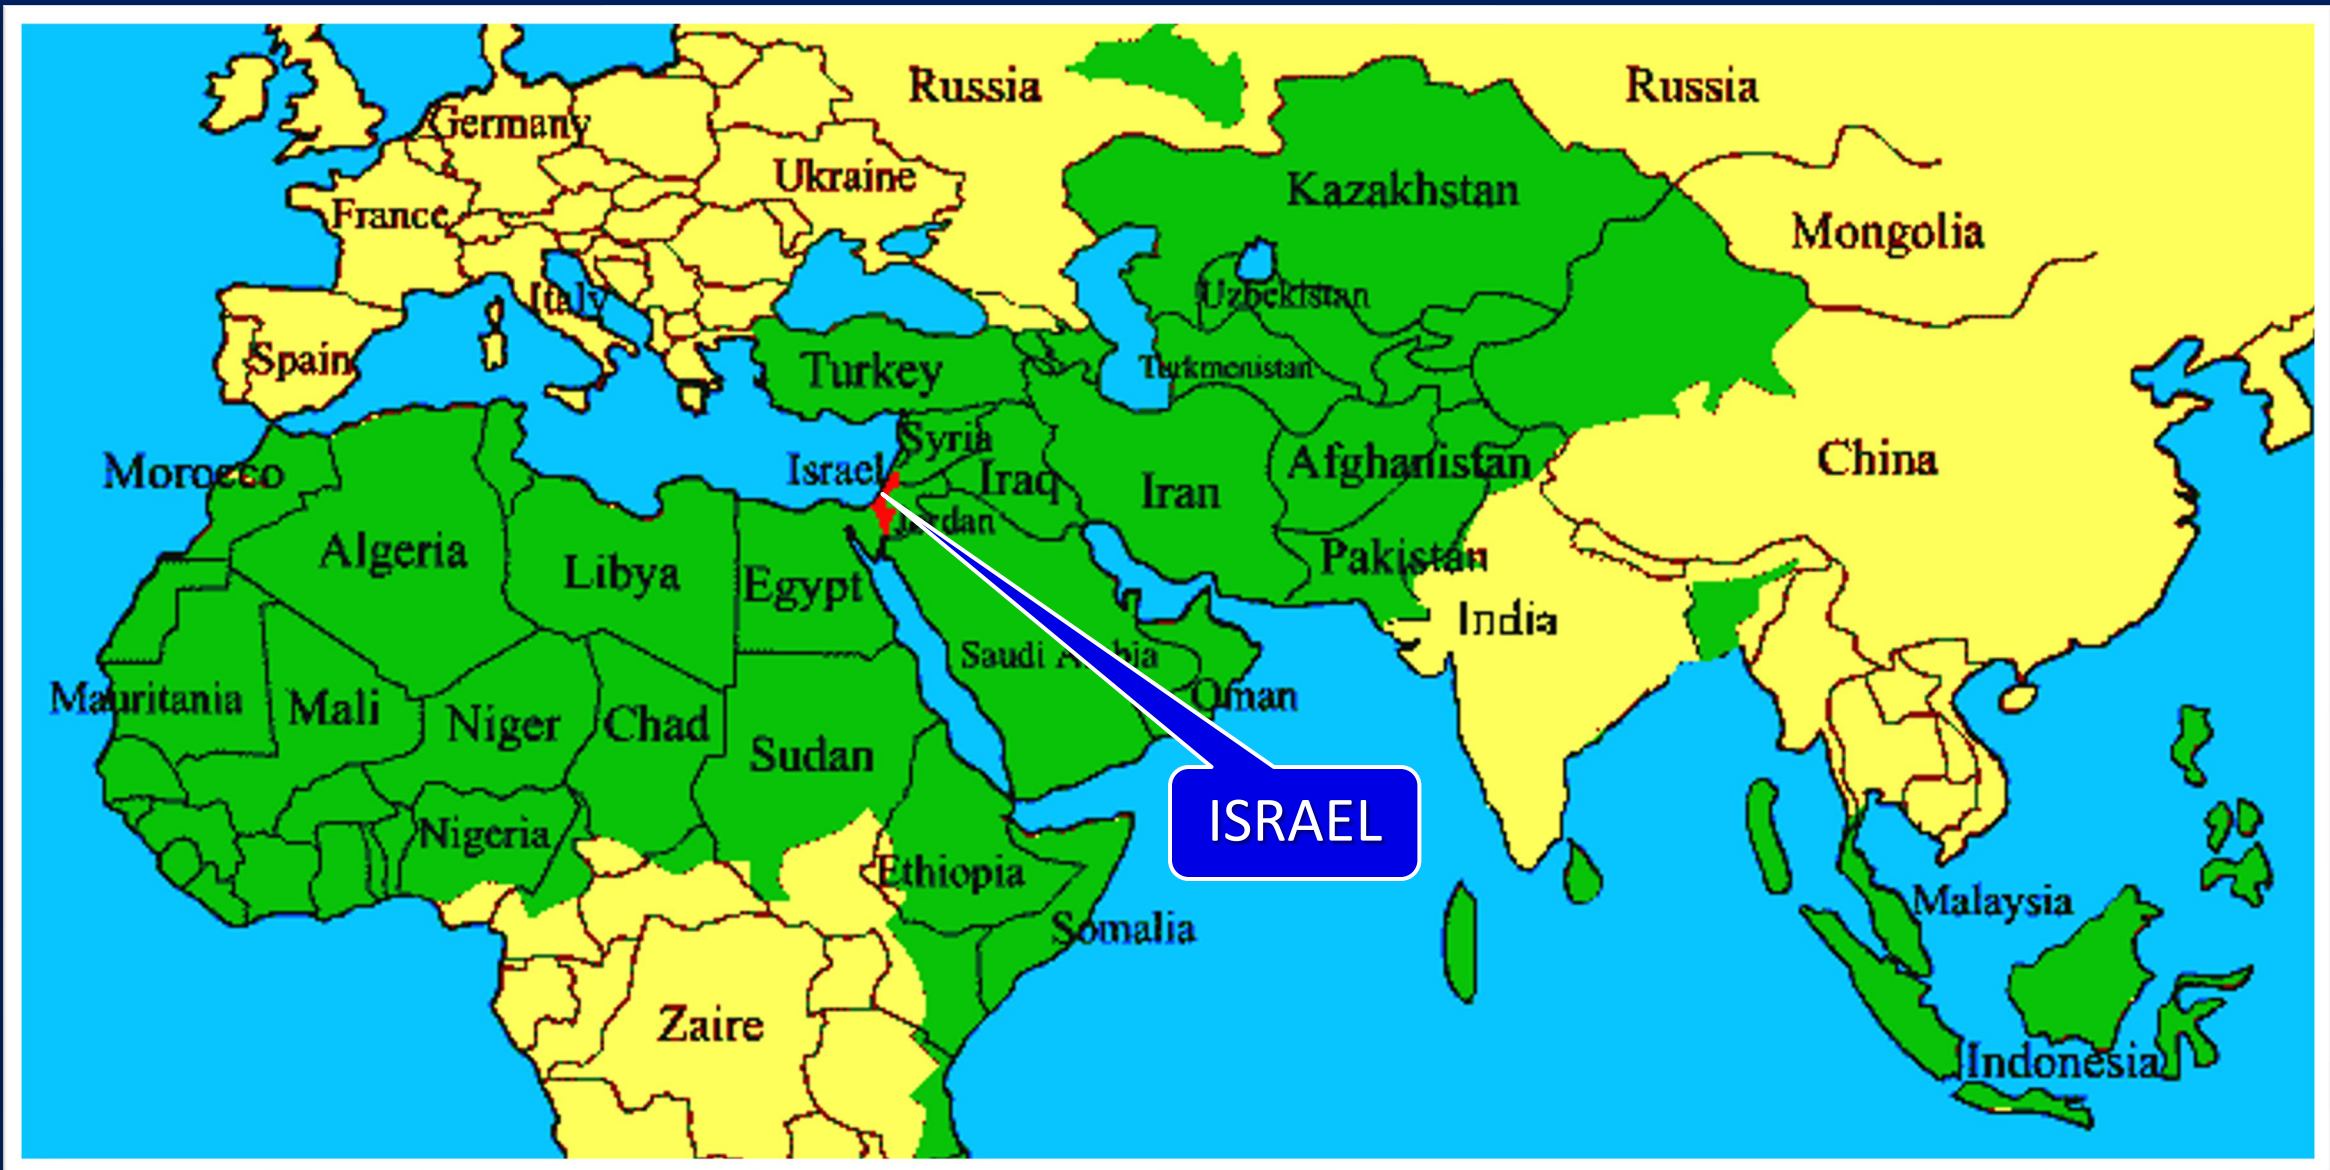 Russia
Russia
Germany
Ukraine
Kazakhstan
France
Mongolia
Italy
Uzbekistan
Spain
Turkey
Turkmenistan
Morocco
Israel
Syria
Iraq
Iran
Afghanistan
China
Jordan
Algeria
Libya
Egypt
Pakistan
India
Saudi Arabia
Oman
Mauritania
Mali
Niger
Chad
Sudan
Nigeria
ISRAEL
Ethiopia
Somalia
Malaysia
Zaire
Indonesia